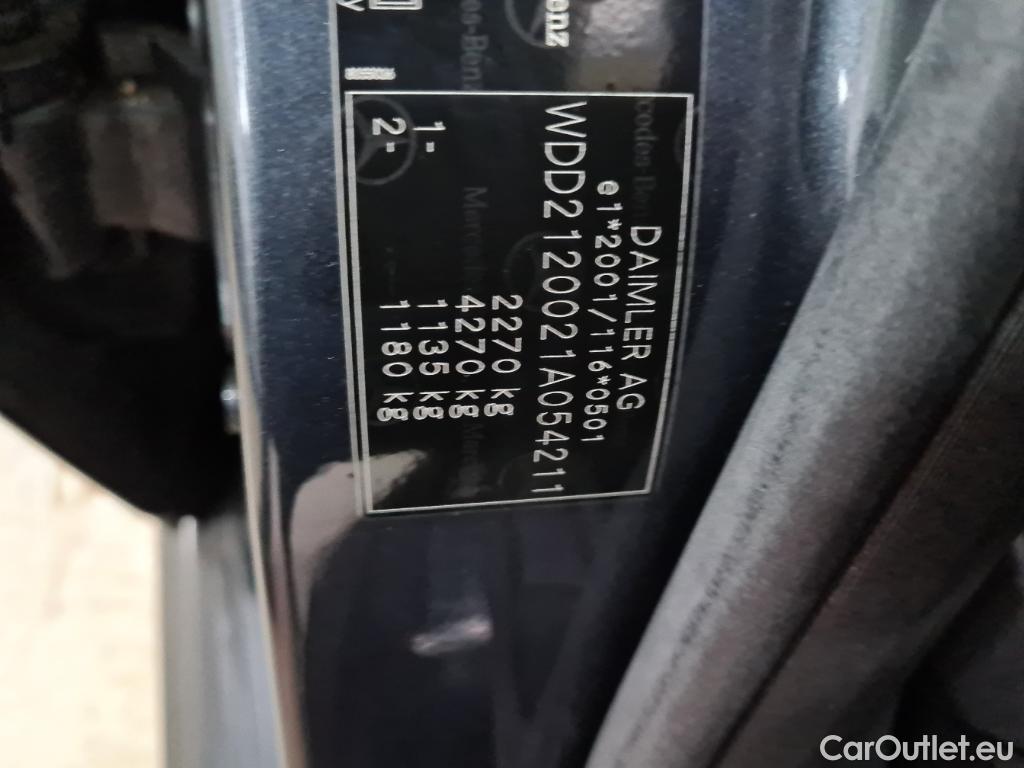 enz
DAIMLER AG
e1*2001/116*0501
WDD2120021A054211
2270 kg
4270 kg
1- 1135 kg
2- 1180 kg
CarOutlet.eu